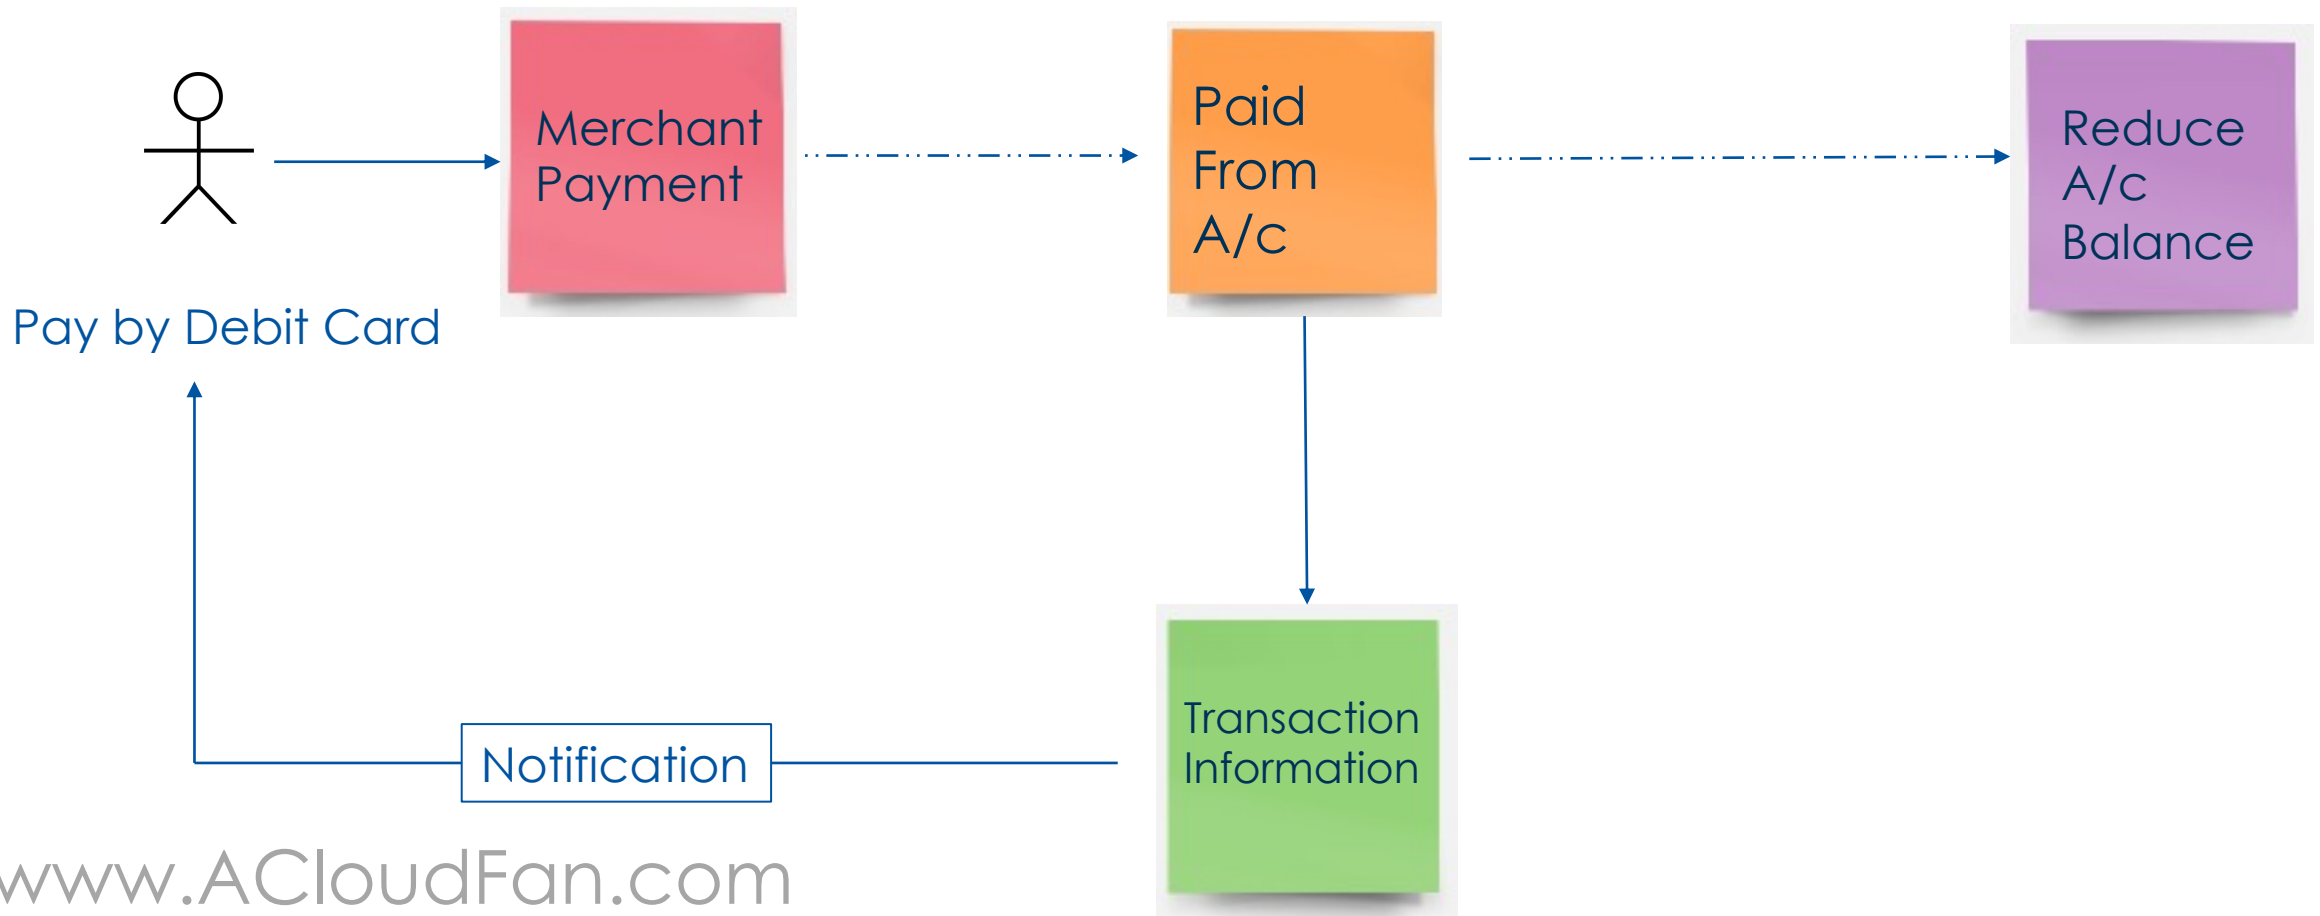 Merchant
Payment
Paid
From
A/c
Reduce
A/c
Balance
Pay by Debit Card
Transaction
Information
Notification
www.ACloudFan.com